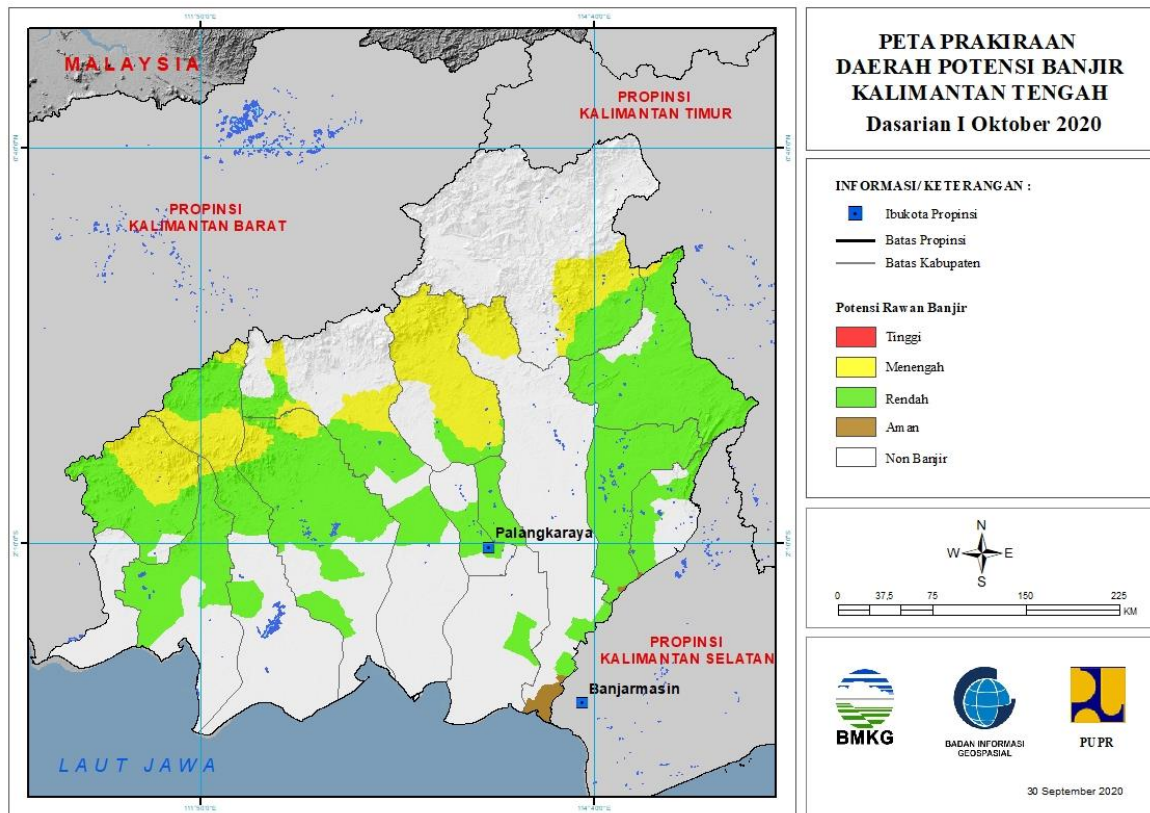 MALAYSIA
PROPINSI
KALIMANTAN TIMUR
PROPINSI
KALIMANTAN BARAT
Palangkaraya
PROPINSI
KALIMANTAN SELATAN
Banjarmasin
LAUT JAWA
PETA PRAKIRAAN
DAERAH POTENSI BANJIR
KALIMANTAN TENGAH
Dasarian I Oktober 2020
INFORMASI/ KETERANGAN :
Ibukota Propinsi
Batas Propinsi
Batas Kabupaten
Potensi Rawan Banjir
Tinggi
Menengah
Rendah
Aman
Non Banjir
N
W E
S
0 37,5 75 150 225
KM
BMKG
BADAN INFORMASI
GEOSPASIAL
PUPR
30 September 2020